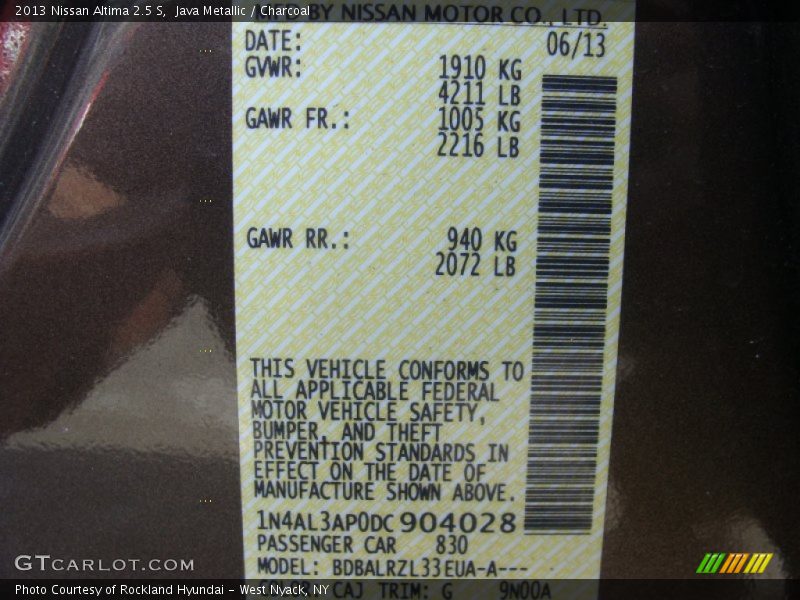 2013 Nissan Altima 2.5 S, Java Metallic / Charcoal
BY NISSAN MOTOR CO., LTD.
DATE: 06/13
GVWR: 1910 KG
4211 LB
GAWR FR.: 1005 KG
2216 LB
GAWR RR.: 940 KG
2072 LB
THIS VEHICLE CONFORMS TO
ALL APPLICABLE FEDERAL
MOTOR VEHICLE SAFETY,
BUMPER, AND THEFT
PREVENTION STANDARDS IN
EFFECT ON THE DATE OF
MANUFACTURE SHOWN ABOVE.
1N4AL3AP0DC904028
PASSENGER CAR 830
MODEL: BDBALRZL33EUA-A---
COLOR: CAJ TRIM: G 9N00A
GTCARLOT.COM
Photo Courtesy of Rockland Hyundai - West Nyack, NY